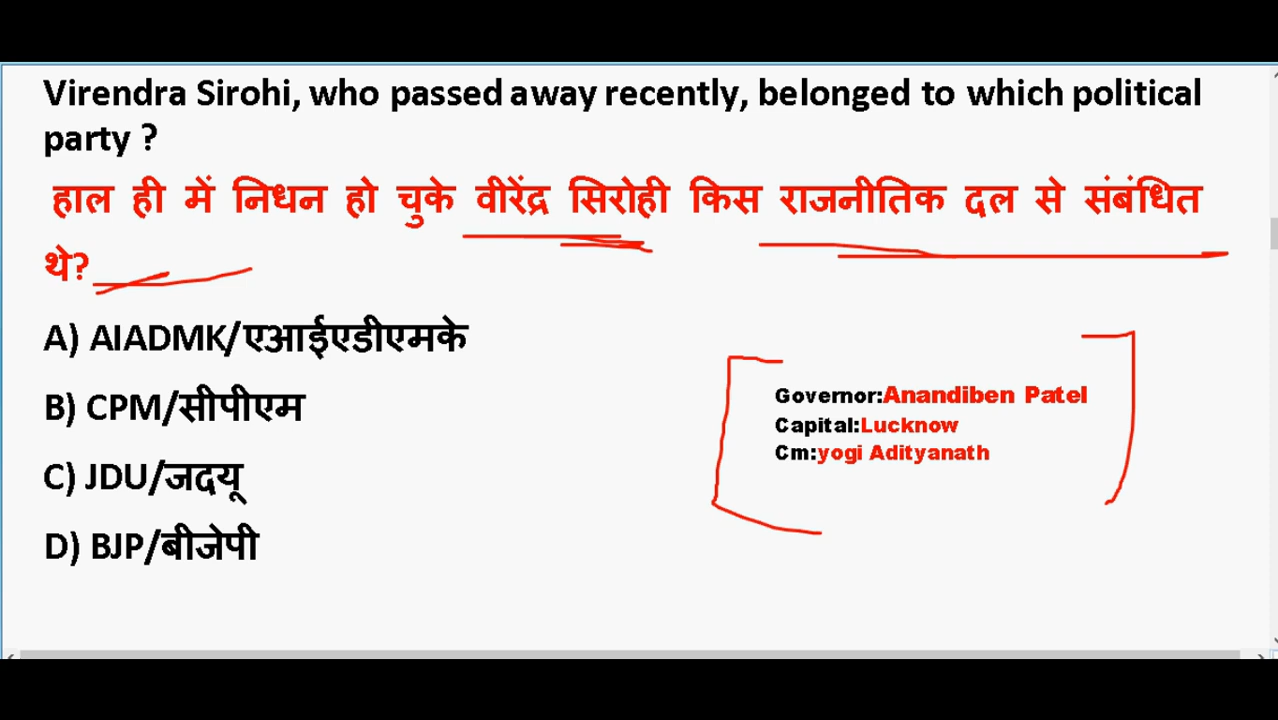 Virendra Sirohi, who passed away recently, belonged to which political
party ?
हाल ही में निधन हो चुके वीरेंद्र सिरोही किस राजनीतिक दल से संबंधित
थे?
A) AIADMK/एआईएडीएमके
B) CPM/सीपीएम
C) JDU/जदयू
D) BJP/बीजेपी
Governor:Anandiben Patel
Capital:Lucknow
Cm:yogi Adityanath